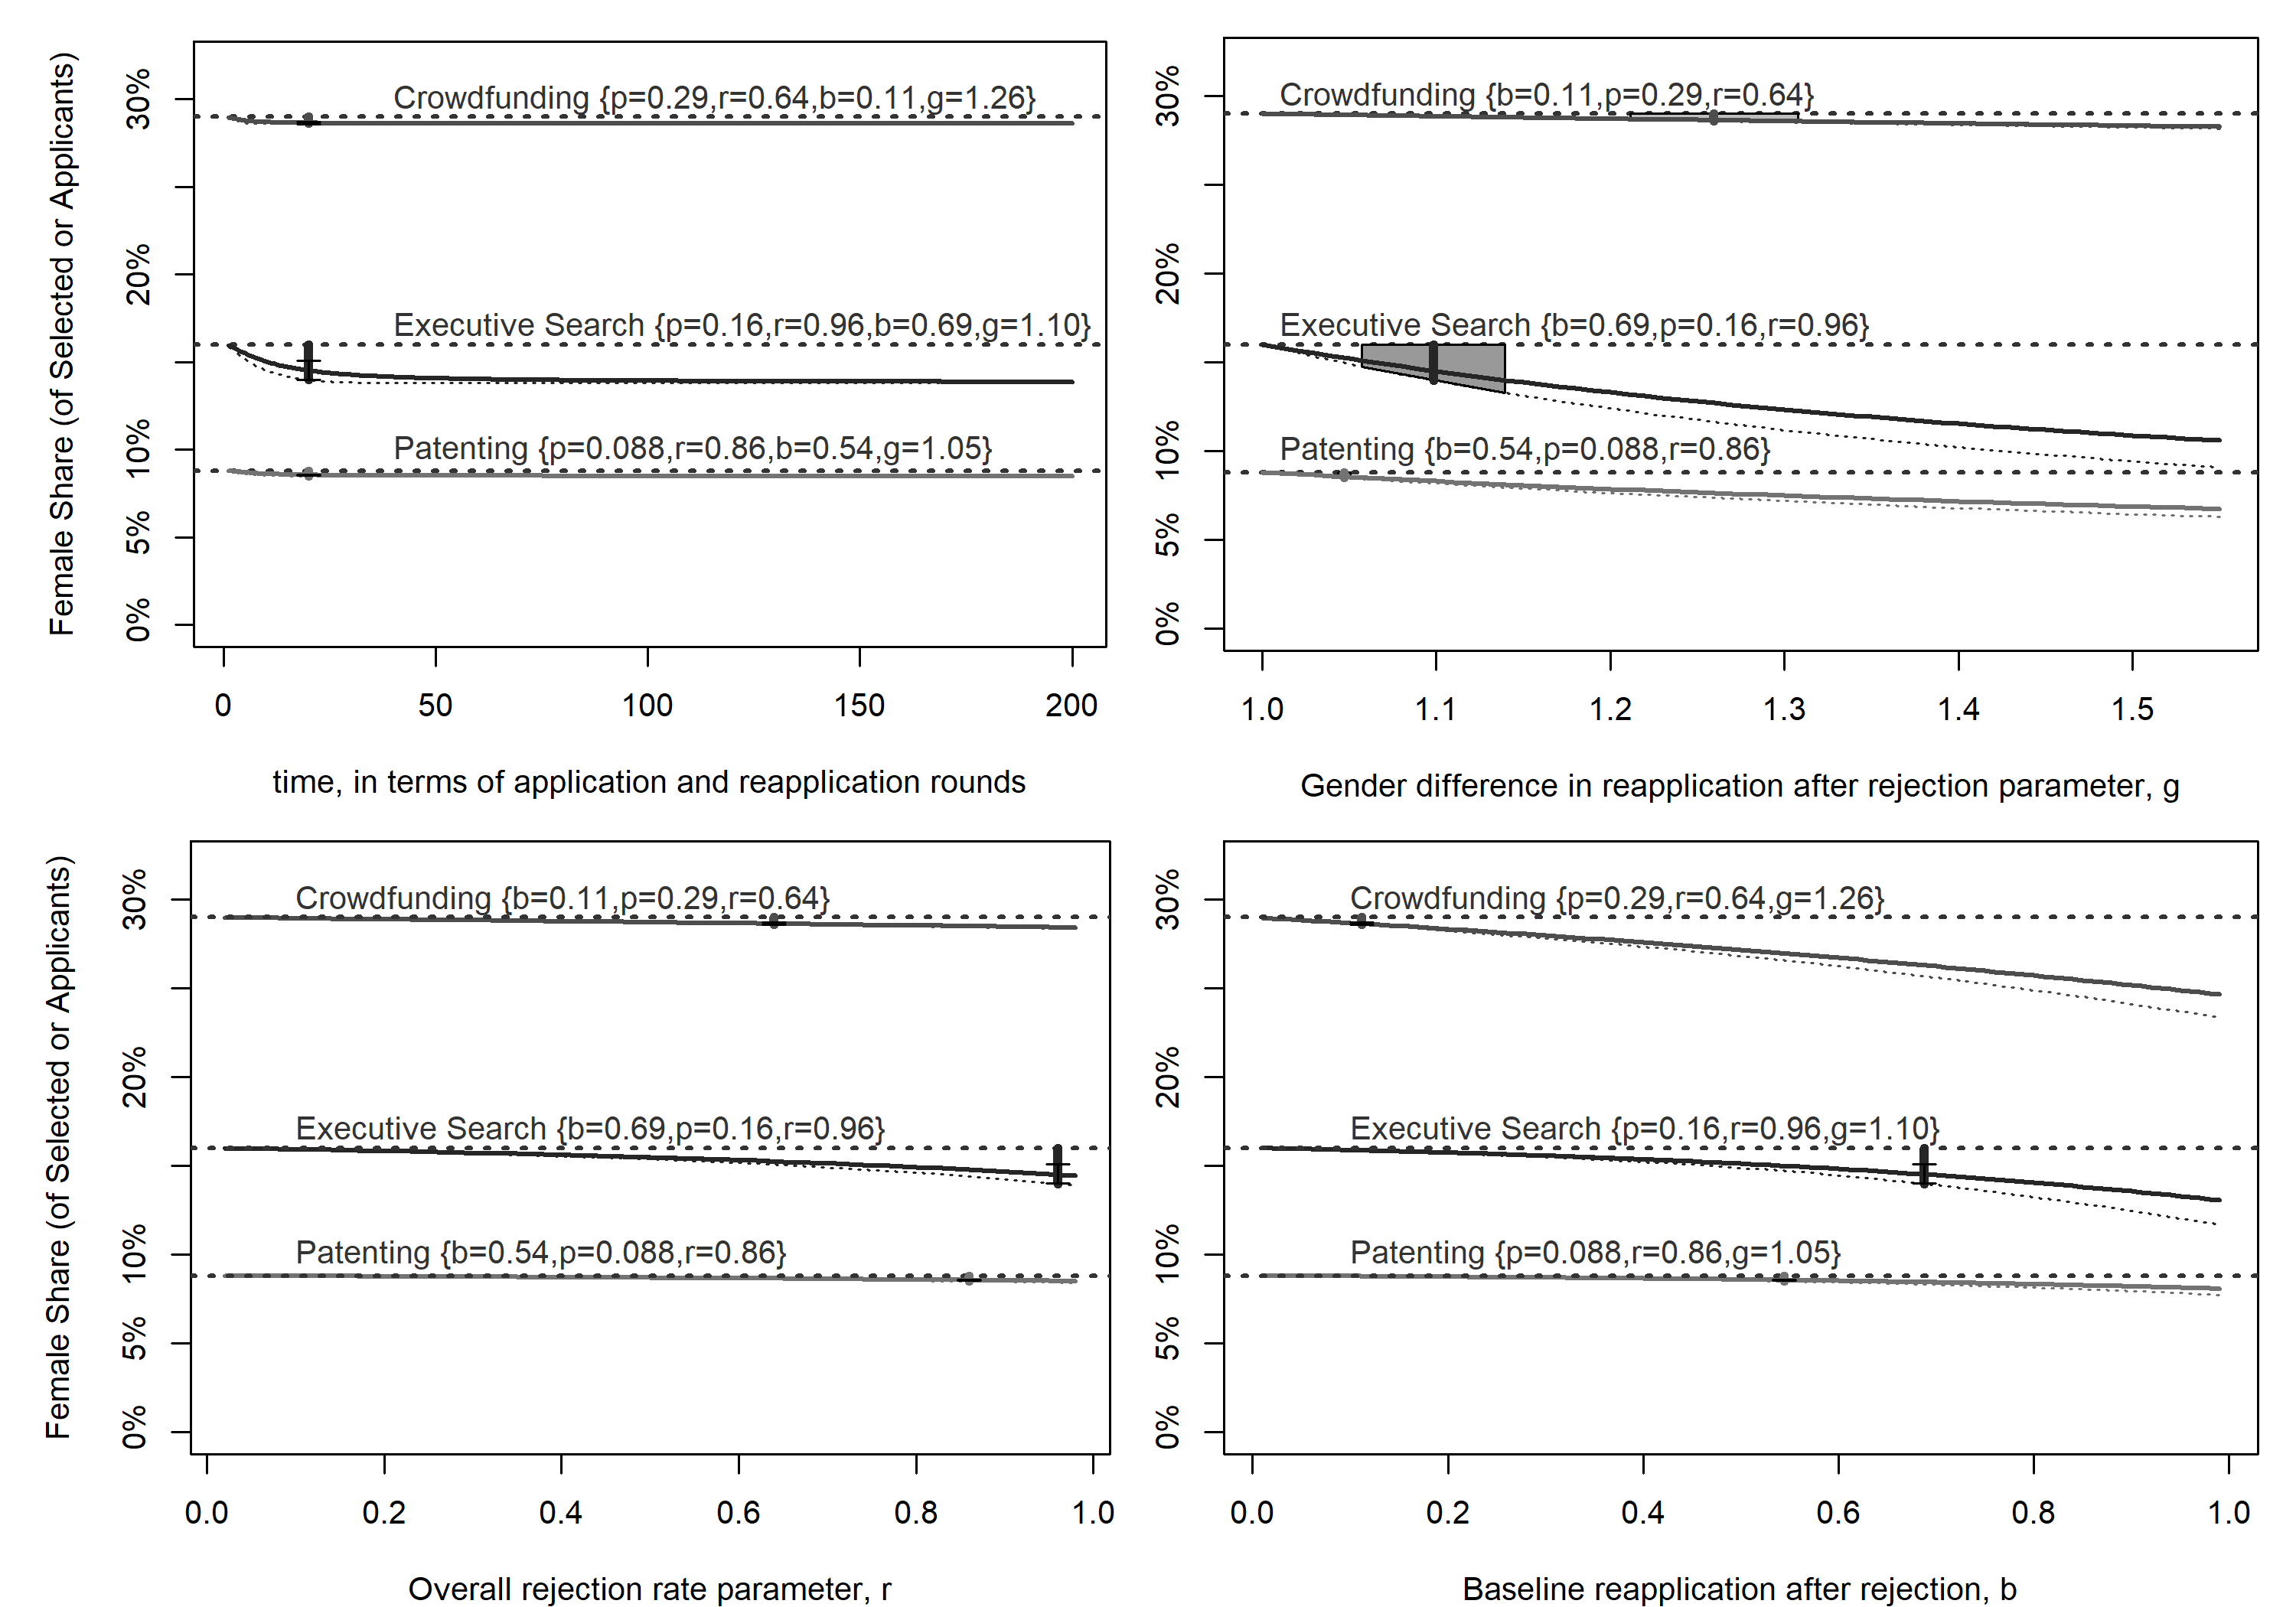 Female Share (of Selected or Applicants)
30%
20%
10%
5%
0%
Crowdfunding {p=0.29,r=0.64,b=0.11,g=1.26}
Executive Search {p=0.16,r=0.96,b=0.69,g=1.10}
Patenting {p=0.088,r=0.86,b=0.54,g=1.05}
0 50 100 150 200
time, in terms of application and reapplication rounds
30%
20%
10%
5%
0%
Crowdfunding {b=0.11,p=0.29,r=0.64}
Executive Search {b=0.69,p=0.16,r=0.96}
Patenting {b=0.54,p=0.088,r=0.86}
1.0 1.1 1.2 1.3 1.4 1.5
Gender difference in reapplication after rejection parameter, g
Female Share (of Selected or Applicants)
30%
20%
10%
5%
0%
Crowdfunding {b=0.11,p=0.29,r=0.64}
Executive Search {b=0.69,p=0.16,r=0.96}
Patenting {b=0.54,p=0.088,r=0.86}
0.0 0.2 0.4 0.6 0.8 1.0
Overall rejection rate parameter, r
30%
20%
10%
5%
0%
Crowdfunding {p=0.29,r=0.64,g=1.26}
Executive Search {p=0.16,r=0.96,g=1.10}
Patenting {p=0.088,r=0.86,g=1.05}
0.0 0.2 0.4 0.6 0.8 1.0
Baseline reapplication after rejection, b